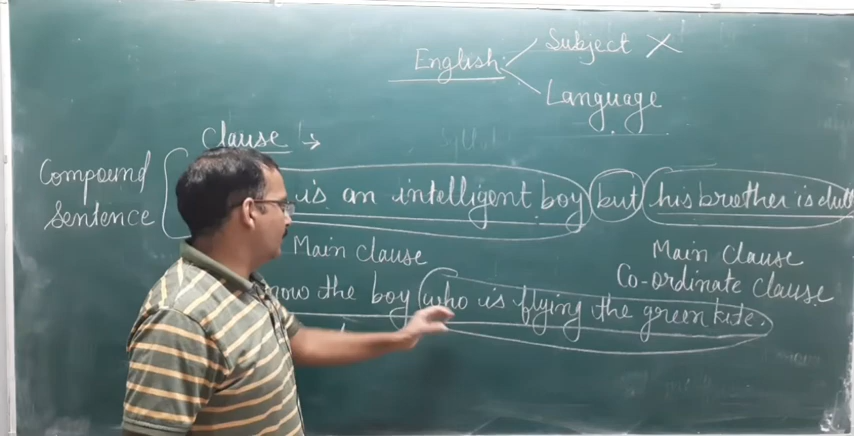 English: Subject X
Language
Clause :→
Compound Sentence
is an intelligent boy but his brother is dull
Main Clause Main Clause
Co-ordinate Clause
now the boy who is flying the green kite.